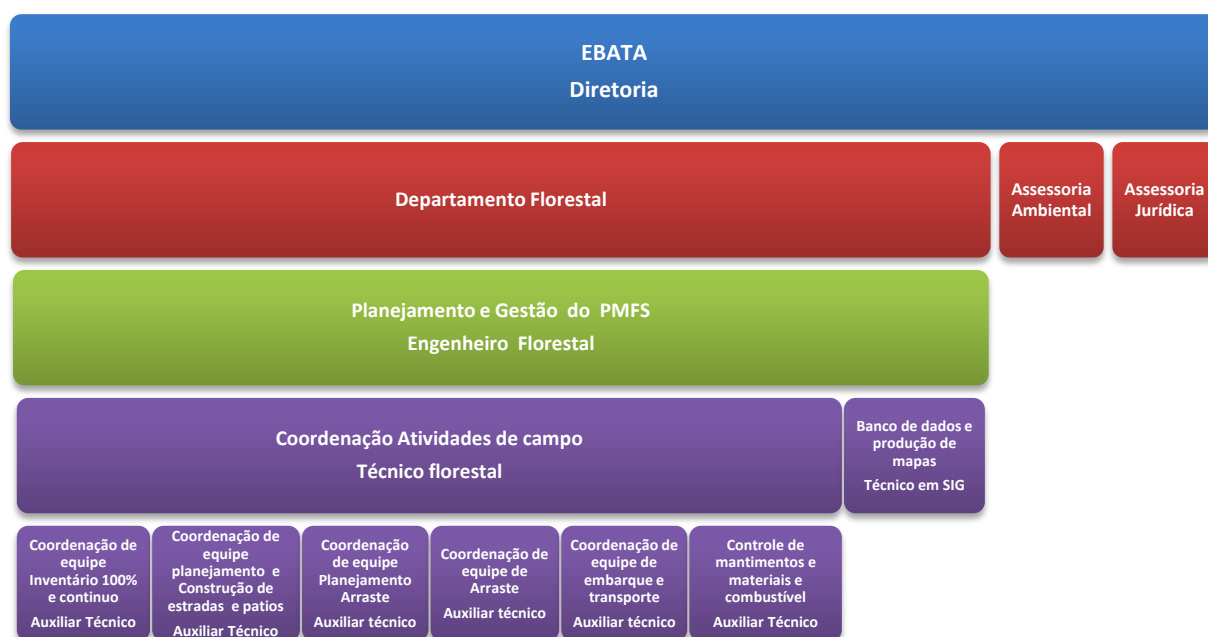 EBATA
Diretoria
Departamento Florestal
Assessoria
Ambiental
Assessoria
Jurídica
Planejamento e Gestão do PMFS
Engenheiro Florestal
Coordenação Atividades de campo
Técnico florestal
Banco de dados e
produção de
mapas
Técnico em SIG
Coordenação de
equipe
Inventário 100%
e continuo
Auxiliar Técnico
Coordenação de
equipe
planejamento e
Construção de
estradas e patios
Auxiliar Técnico
Coordenação
de equipe
Planejamento
Arraste
Auxiliar técnico
Coordenação de
equipe de
Arraste
Auxiliar técnico
Coordenação de
equipe de
embarque e
transporte
Auxiliar técnico
Controle de
mantimentos e
materiais e
combustível
Auxiliar Técnico